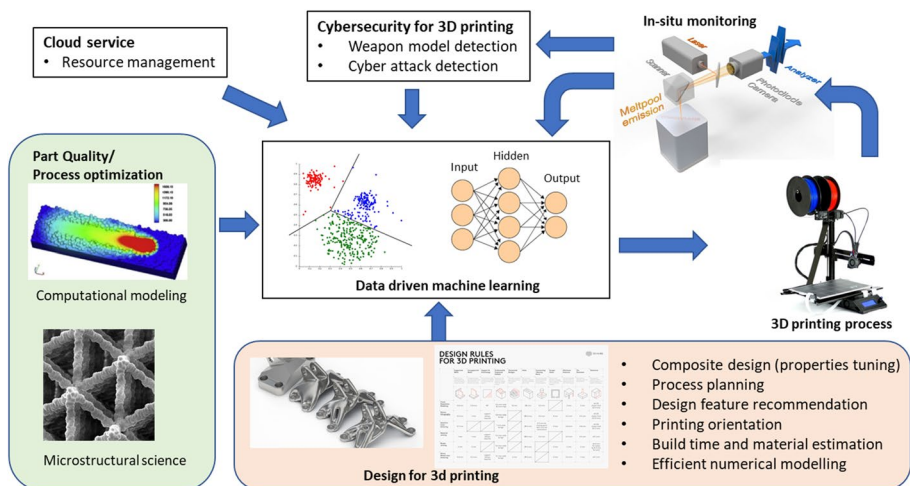 Cloud service
• Resource management
Cybersecurity for 3D printing
• Weapon model detection
• Cyber attack detection
In-situ monitoring
Laser
Scanner
Analyzer
Photodiode
Camera
Meltpool
emission
Part Quality/
Process optimization
Computational modeling
Microstructural science
Input
Hidden
Output
Data driven machine learning
3D printing process
DESIGN RULES
FOR 3D PRINTING
Design for 3d printing
• Composite design (properties tuning)
• Process planning
• Design feature recommendation
• Printing orientation
• Build time and material estimation
• Efficient numerical modelling